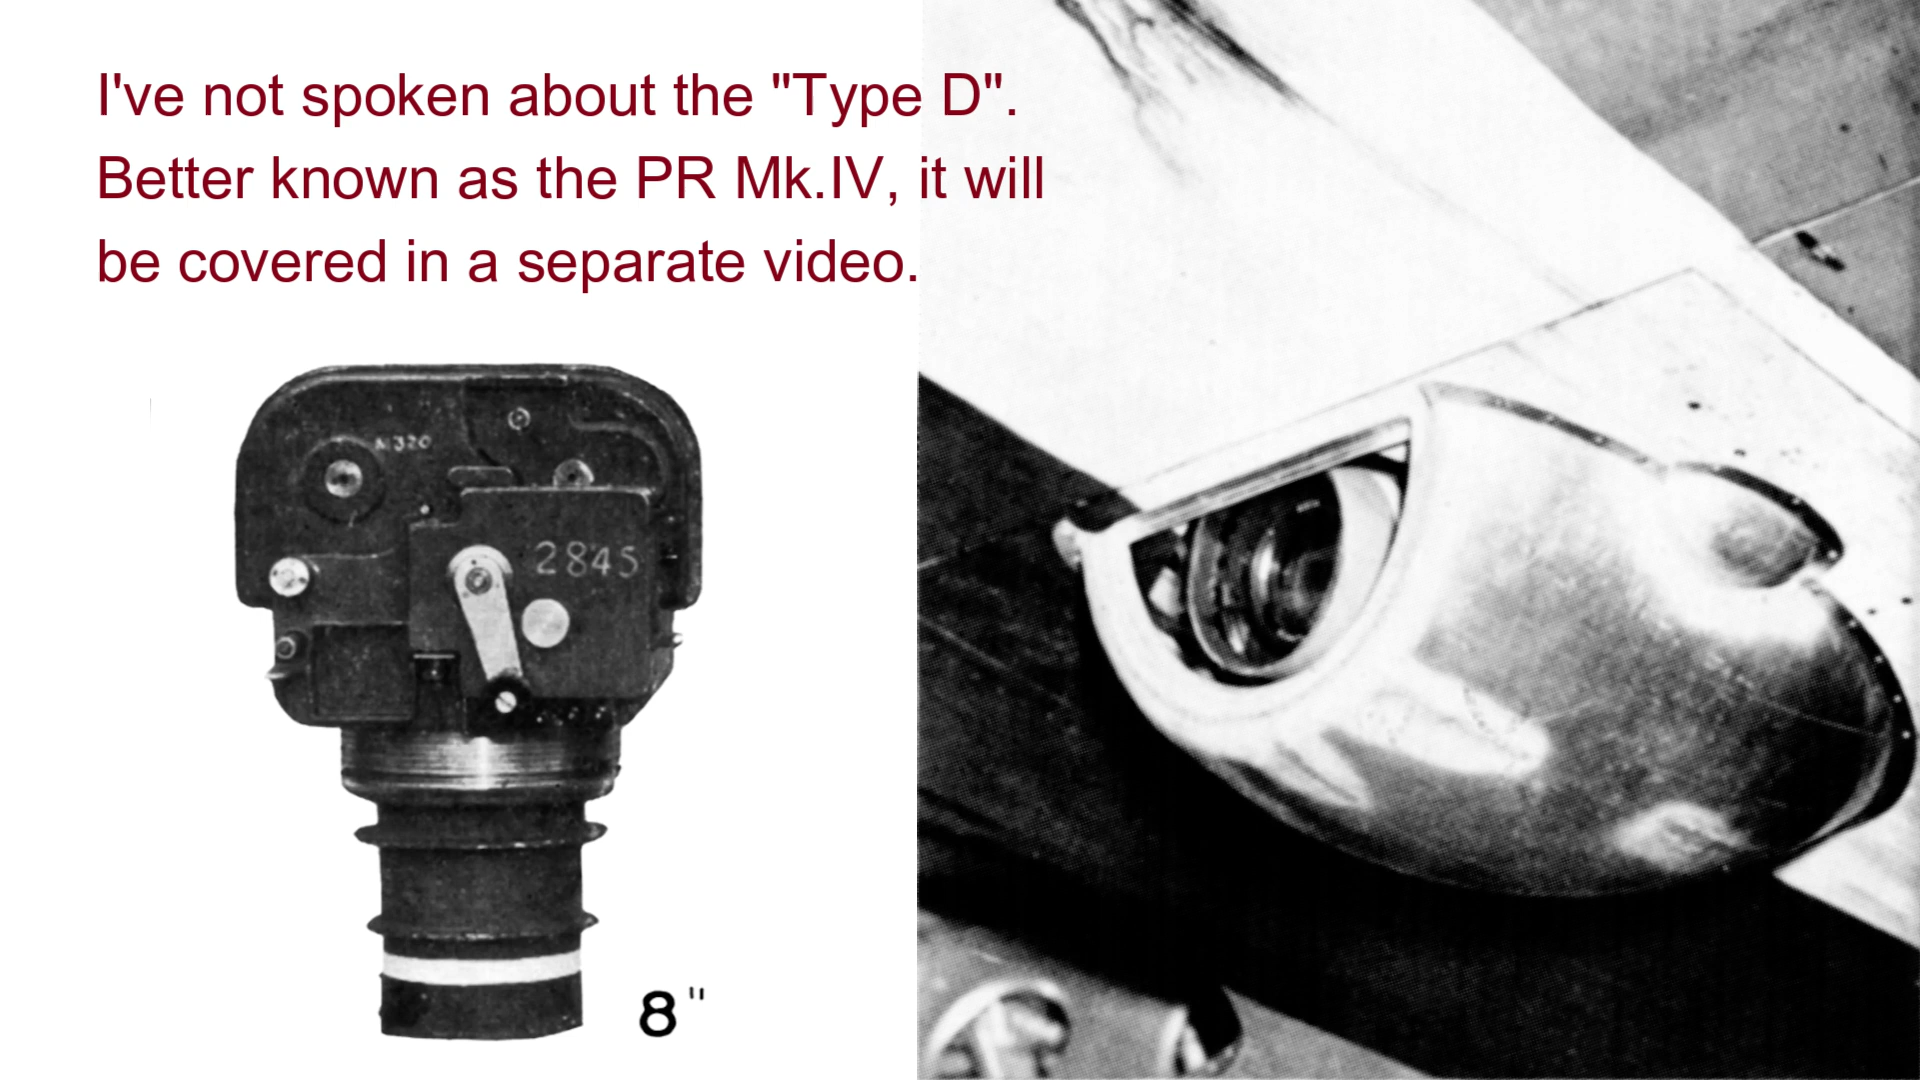 I've not spoken about the "Type D".
Better known as the PR Mk.IV, it will
be covered in a separate video.
N 320
2845
8"